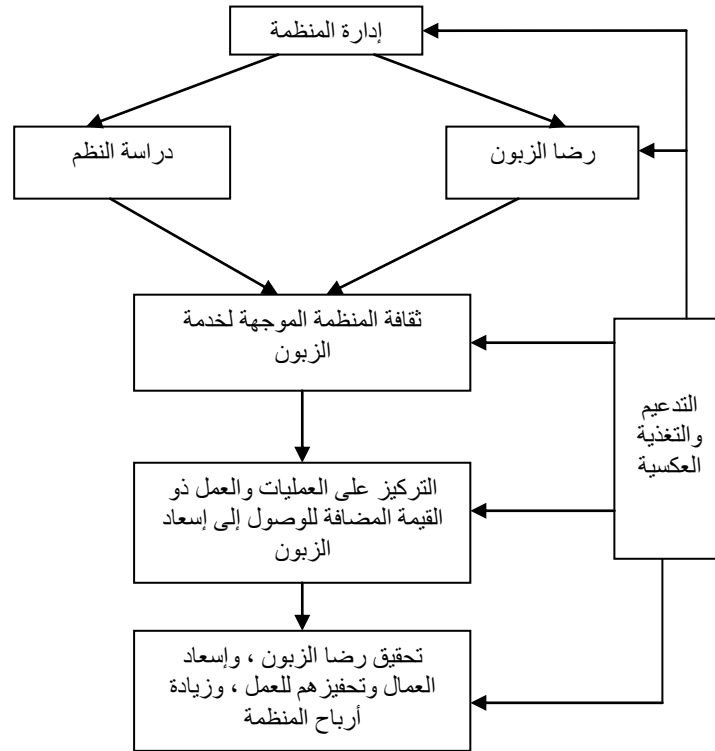 إدارة المنظمة
رضا الزبون
دراسة النظم
ثقافة المنظمة الموجهة لخدمة
الزبون
التدعيم
والتغذية
العكسية
التركيز على العمليات والعمل ذو
القيمة المضافة للوصول إلى إسعاد
الزبون
تحقيق رضا الزبون ، وإسعاد
العمال وتحفيزهم للعمل ، وزيادة
أرباح المنظمة